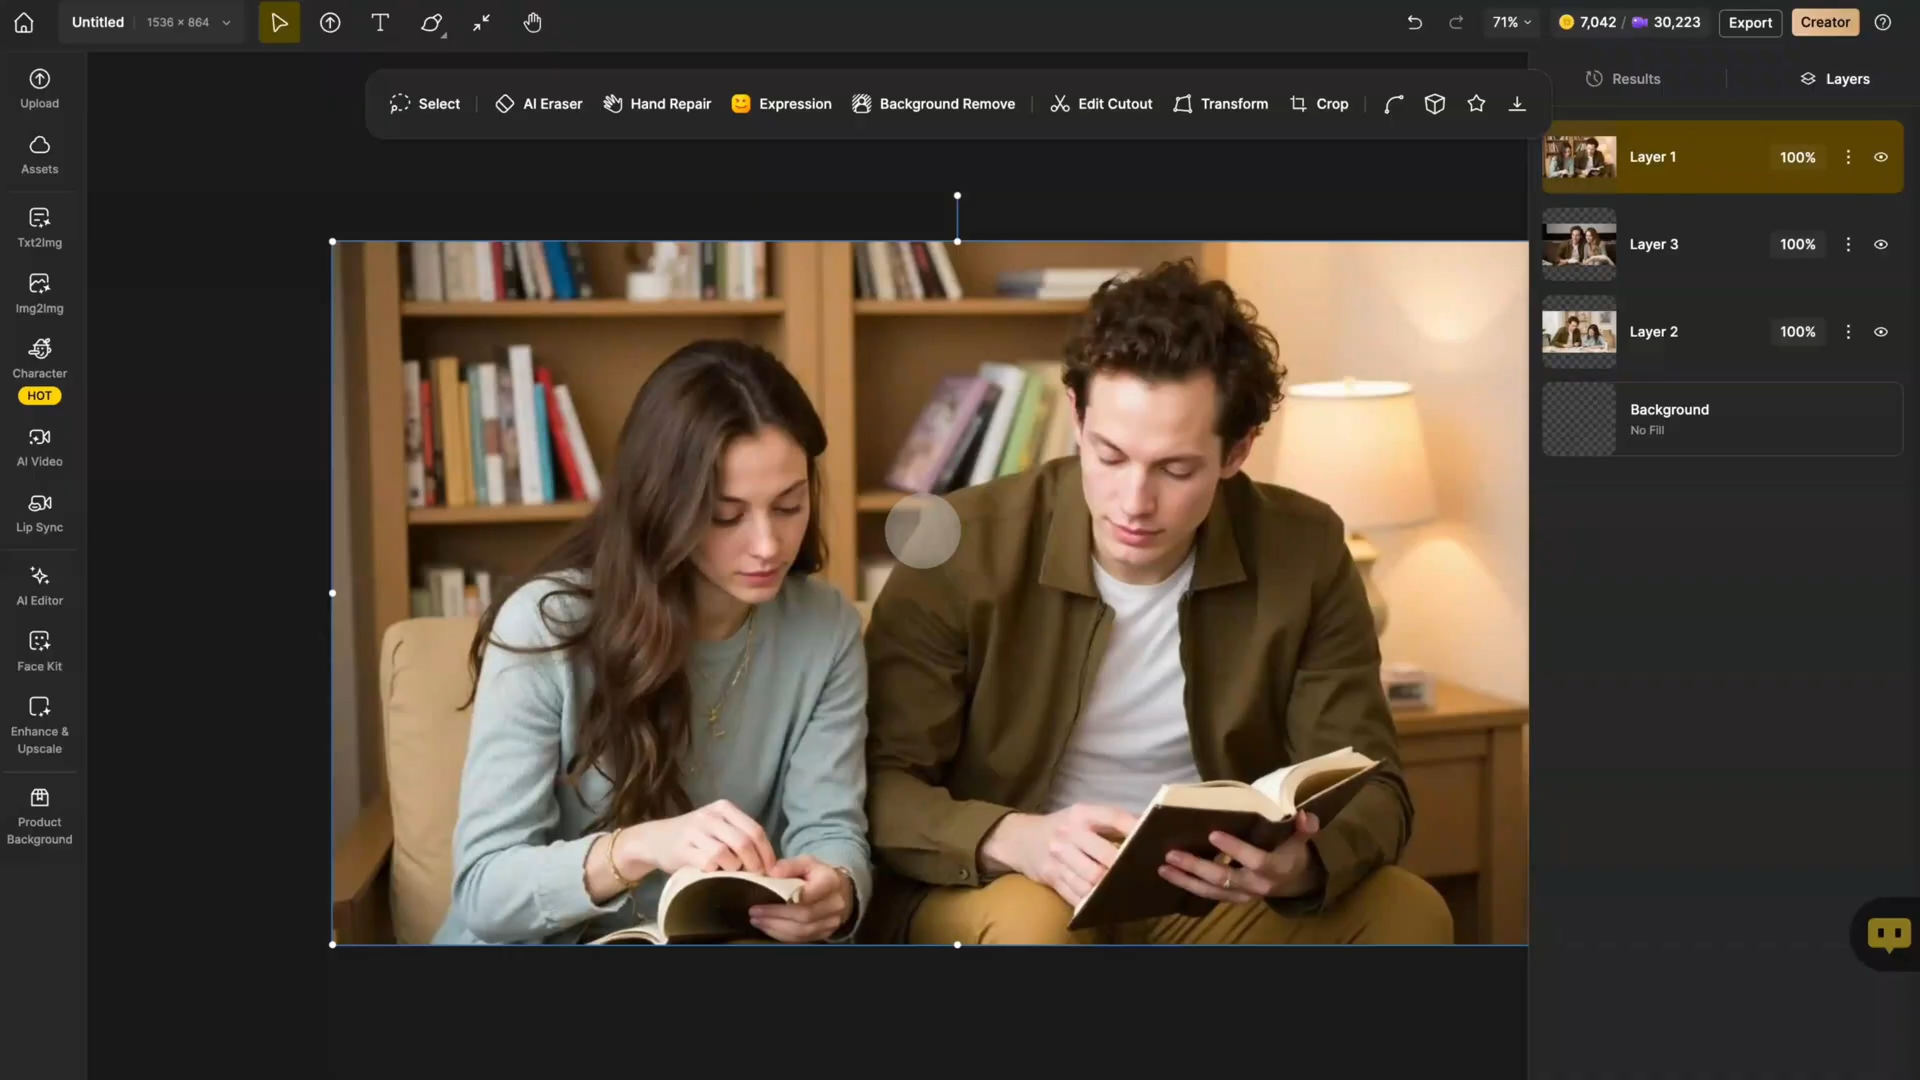 Untitled
1536 × 864
71%
7,042 / 30,223
Export
Creator
Upload
Assets
Txt2Img
Img2Img
Character
HOT
AI Video
Lip Sync
AI Editor
Face Kit
Enhance &
Upscale
Product
Background
Select
AI Eraser
Hand Repair
Expression
Background Remove
Edit Cutout
Transform
Crop
Results
Layers
Layer 1
100%
Layer 3
100%
Layer 2
100%
Background
No Fill